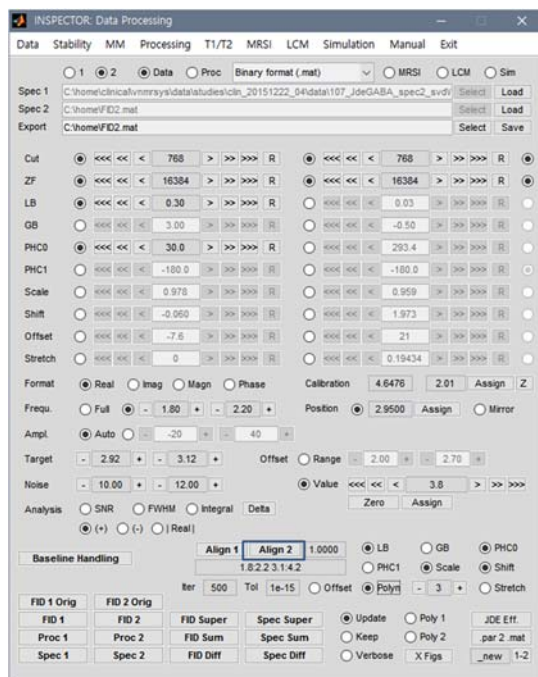 INSPECTOR: Data Processing
Data Stability MM Processing T1/T2 MRSI LCM Simulation Manual Exit
1 2 Data Proc Binary format (.mat) MRSI LCM Sim
Spec 1 C:\home\clinical\vnmrsys\data\studies\clin_20151222_04\data\107_JdeGABA_spec2_svd\ Select Load
Spec 2 C:\home\FID2.mat Select Load
Export C:\home\FID2.mat Select Save
Cut <<< << < 768 > >> >>> R <<< << < 768 > >> >>> R
ZF <<< << < 16384 > >> >>> R <<< << < 16384 > >> >>> R
LB <<< << < 0.30 > >> >>> R <<< << < 0.03 > >> >>> R
GB <<< << < 3.00 > >> >>> R <<< << < -0.50 > >> >>> R
PHC0 <<< << < 30.0 > >> >>> R <<< << < 293.4 > >> >>> R
PHC1 <<< << < -180.0 > >> >>> R <<< << < -180.0 > >> >>> R
Scale <<< << < 0.978 > >> >>> R <<< << < 0.959 > >> >>> R
Shift <<< << < -0.060 > >> >>> R <<< << < 1.973 > >> >>> R
Offset <<< << < -7.6 > >> >>> R <<< << < 21 > >> >>> R
Stretch <<< << < 0 > >> >>> R <<< << < 0.19434 > >> >>> R
Format Real Imag Magn Phase Calibration 4.6476 2.01 Assign Z
Frequ. Full - 1.80 + - 2.20 + Position 2.9500 Assign Mirror
Ampl. Auto - -20 + - 40 +
Target - 2.92 + - 3.12 + Offset Range - 2.00 + - 2.70 +
Noise - 10.00 + - 12.00 + Value <<< << < 3.8 > >> >>>
Analysis SNR FWHM Integral Delta Zero Assign
(+) (-) | Real |
Baseline Handling Align 1 Align 2 1.0000 LB GB PHC0
1.8:2.2 3.1:4.2 PHC1 Scale Shift
Iter 500 Tol 1e-15 Offset Polyn - 3 + Stretch
FID 1 Orig FID 2 Orig
FID 1 FID 2 FID Super Spec Super Update Poly 1 JDE Eff.
Proc 1 Proc 2 FID Sum Spec Sum Keep Poly 2 .par 2 .mat
Spec 1 Spec 2 FID Diff Spec Diff Verbose X Figs _new 1-2